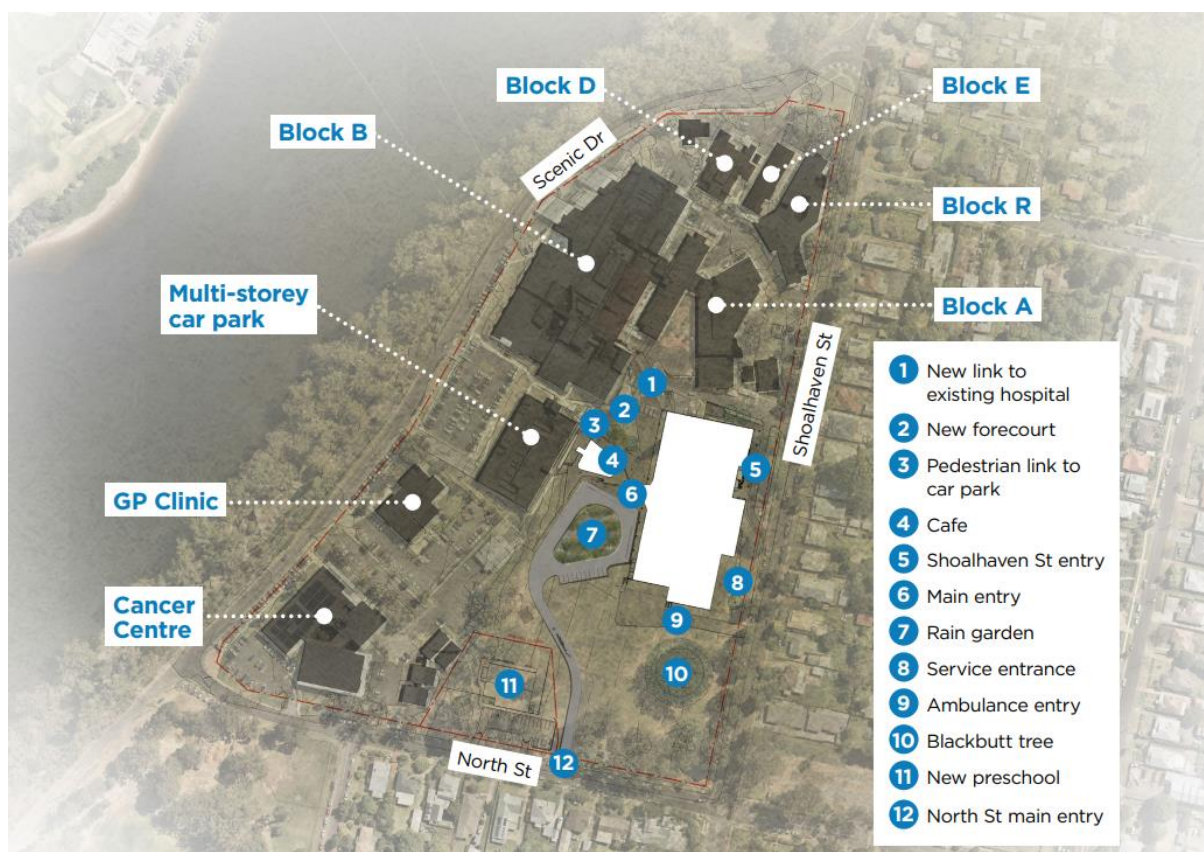 Block D
Block E
Block B
Scenic Dr
Block R
Multi-storey
car park
Block A
Shoalhaven St
GP Clinic
Cancer
Centre
North St
1
2
3
4
5
6
7
8
9
10
11
12
1 New link to
existing hospital
2 New forecourt
3 Pedestrian link to
car park
4 Cafe
5 Shoalhaven St entry
6 Main entry
7 Rain garden
8 Service entrance
9 Ambulance entry
10 Blackbutt tree
11 New preschool
12 North St main entry